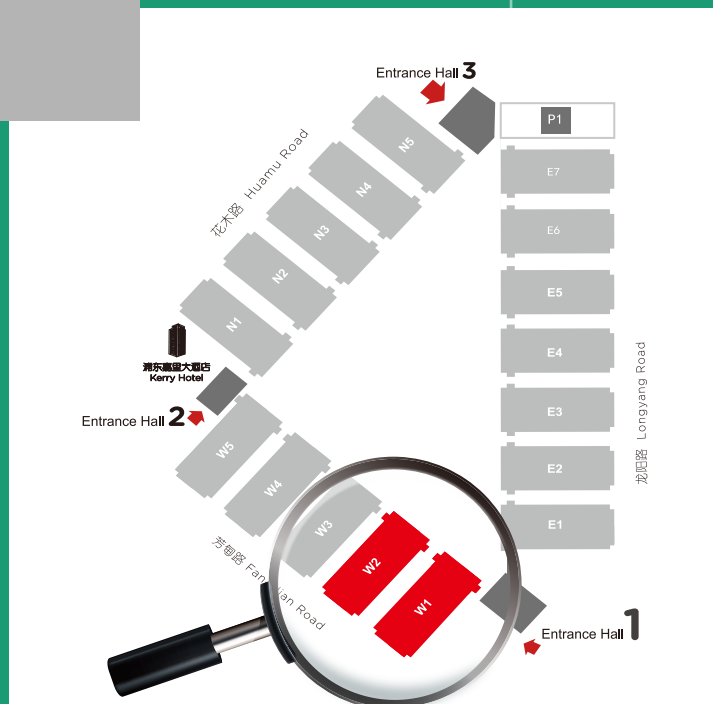 Entrance Hall 3
P1
N5
E7
花木路 Huamu Road
N4
N3
E6
N2
E5
N1
浦东嘉里大酒店
Kerry Hotel
E4
龙阳路 Longyang Road
E3
Entrance Hall 2
W5
E2
W4
W3
E1
芳甸路 Fangdian Road
W2
W1
Entrance Hall 1